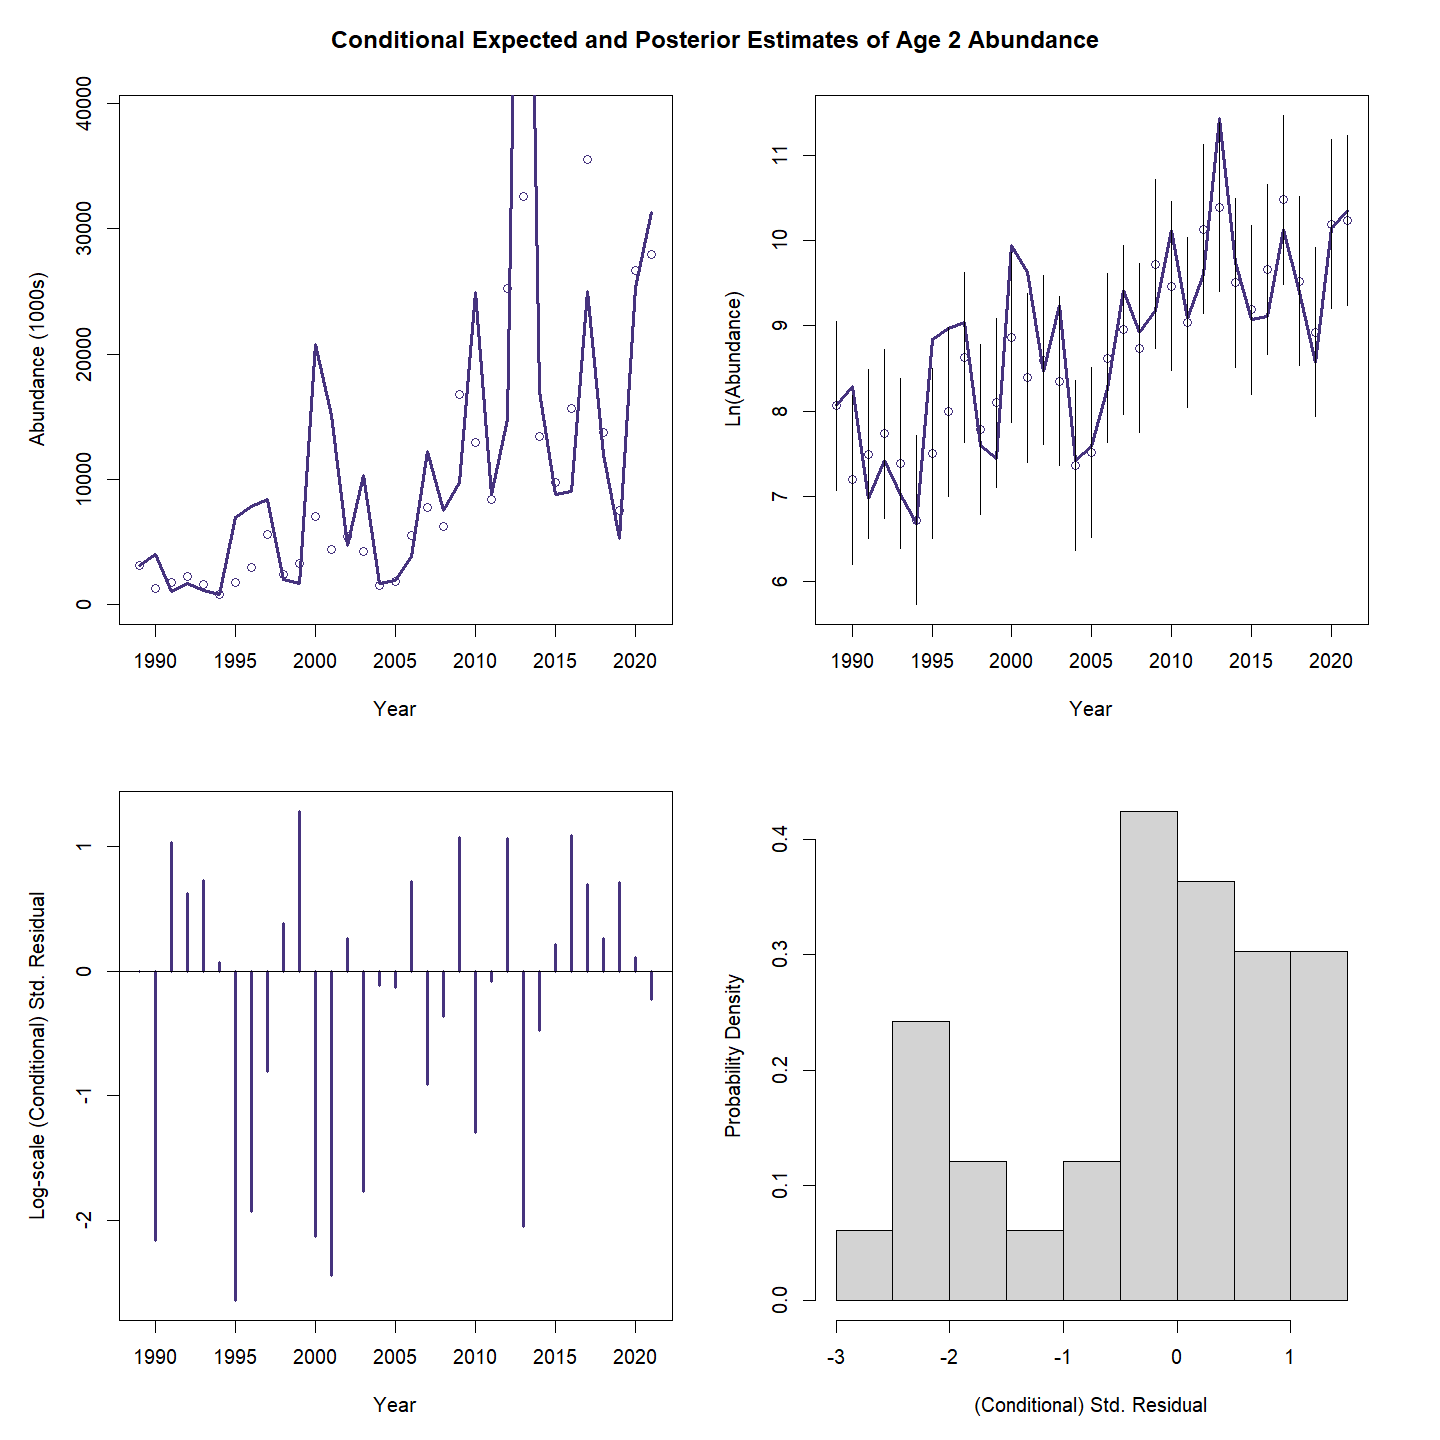 Conditional Expected and Posterior Estimates of Age 2 Abundance
Abundance (1000s)
40000
30000
20000
10000
0
1990 1995 2000 2005 2010 2015 2020
Year
Ln(Abundance)
11
10
9
8
7
6
1990 1995 2000 2005 2010 2015 2020
Year
Log-scale (Conditional) Std. Residual
1
0
-1
-2
1990 1995 2000 2005 2010 2015 2020
Year
Probability Density
0.4
0.3
0.2
0.1
0.0
-3 -2 -1 0 1
(Conditional) Std. Residual